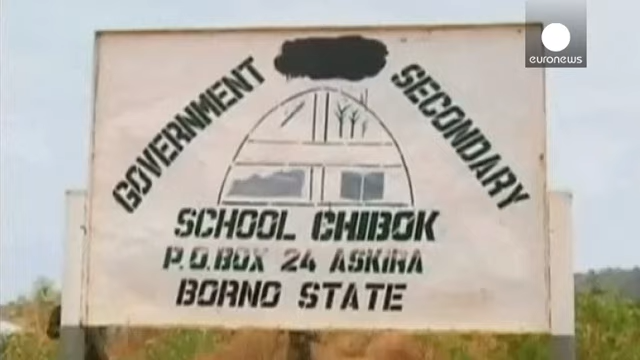 euronews
GOVERNMENT SECONDARY
SCHOOL CHIBOK
P.O.BOX 24 ASKIRA
BORNO STATE